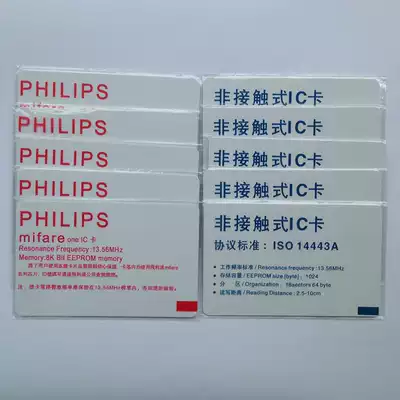 PHILIPS
mifare
PHILIPS
PHILIPS
PHILIPS
PHILIPS
mifare one IC 卡
Resonance Frequency :13.56MHz
Memory:8K Bit EEPROM memory
非接触式IC卡
非接触式IC卡
非接触式IC卡
非接触式IC卡
非接触式IC卡
协议标准：ISO 14443A
• 工作频率标准 / Resonance frequency :13.56MHz
• 存储容量 / EEPROM size (byte) , 1024
• 分 区 / Organization , 16sectors 64 byte
• 读写距离 / Reading Distance : 2.5-10cm